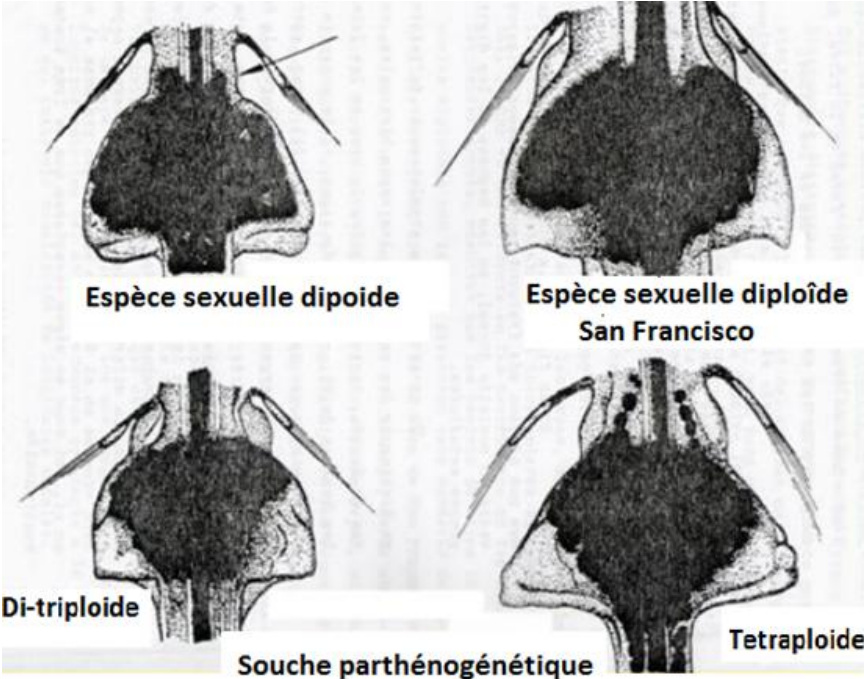 Espèce sexuelle dipoide
Espèce sexuelle diploîde
San Francisco
Di-triploide
Tetraploide
Souche parthénogénétique